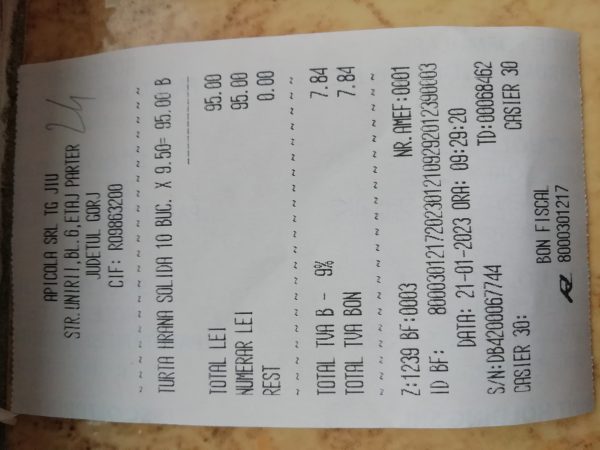 APICOLA SRL TG JIU
STR.UNIRII,BL.6,ETAJ PARTER
JUDETUL GORJ
CIF: RO9863200
24
~ ~ ~ ~ ~ ~ ~ ~ ~ ~ ~ ~ ~ ~ ~ ~
TURTA HRANA SOLIDA 10 BUC. X 9.50= 95.00 B
TOTAL LEI 95.00
NUMERAR LEI 95.00
REST 0.00
~ ~ ~ ~ ~ ~ ~ ~ ~ ~ ~ ~ ~ ~ ~ ~
TOTAL TVA B - 9% 7.84
TOTAL TVA BON 7.84
~ ~ ~ ~ ~ ~ ~ ~ ~ ~ ~ ~ ~ ~ ~ ~
Z:1239 BF:0003 NR.AMEF:0001
ID BF: 80003012172023012109292012390003
DATA: 21-01-2023 ORA: 09:29:20
S/N:DB4200067744 TD:00068462
CASIER 30: CASIER 30
BON FISCAL
8000301217